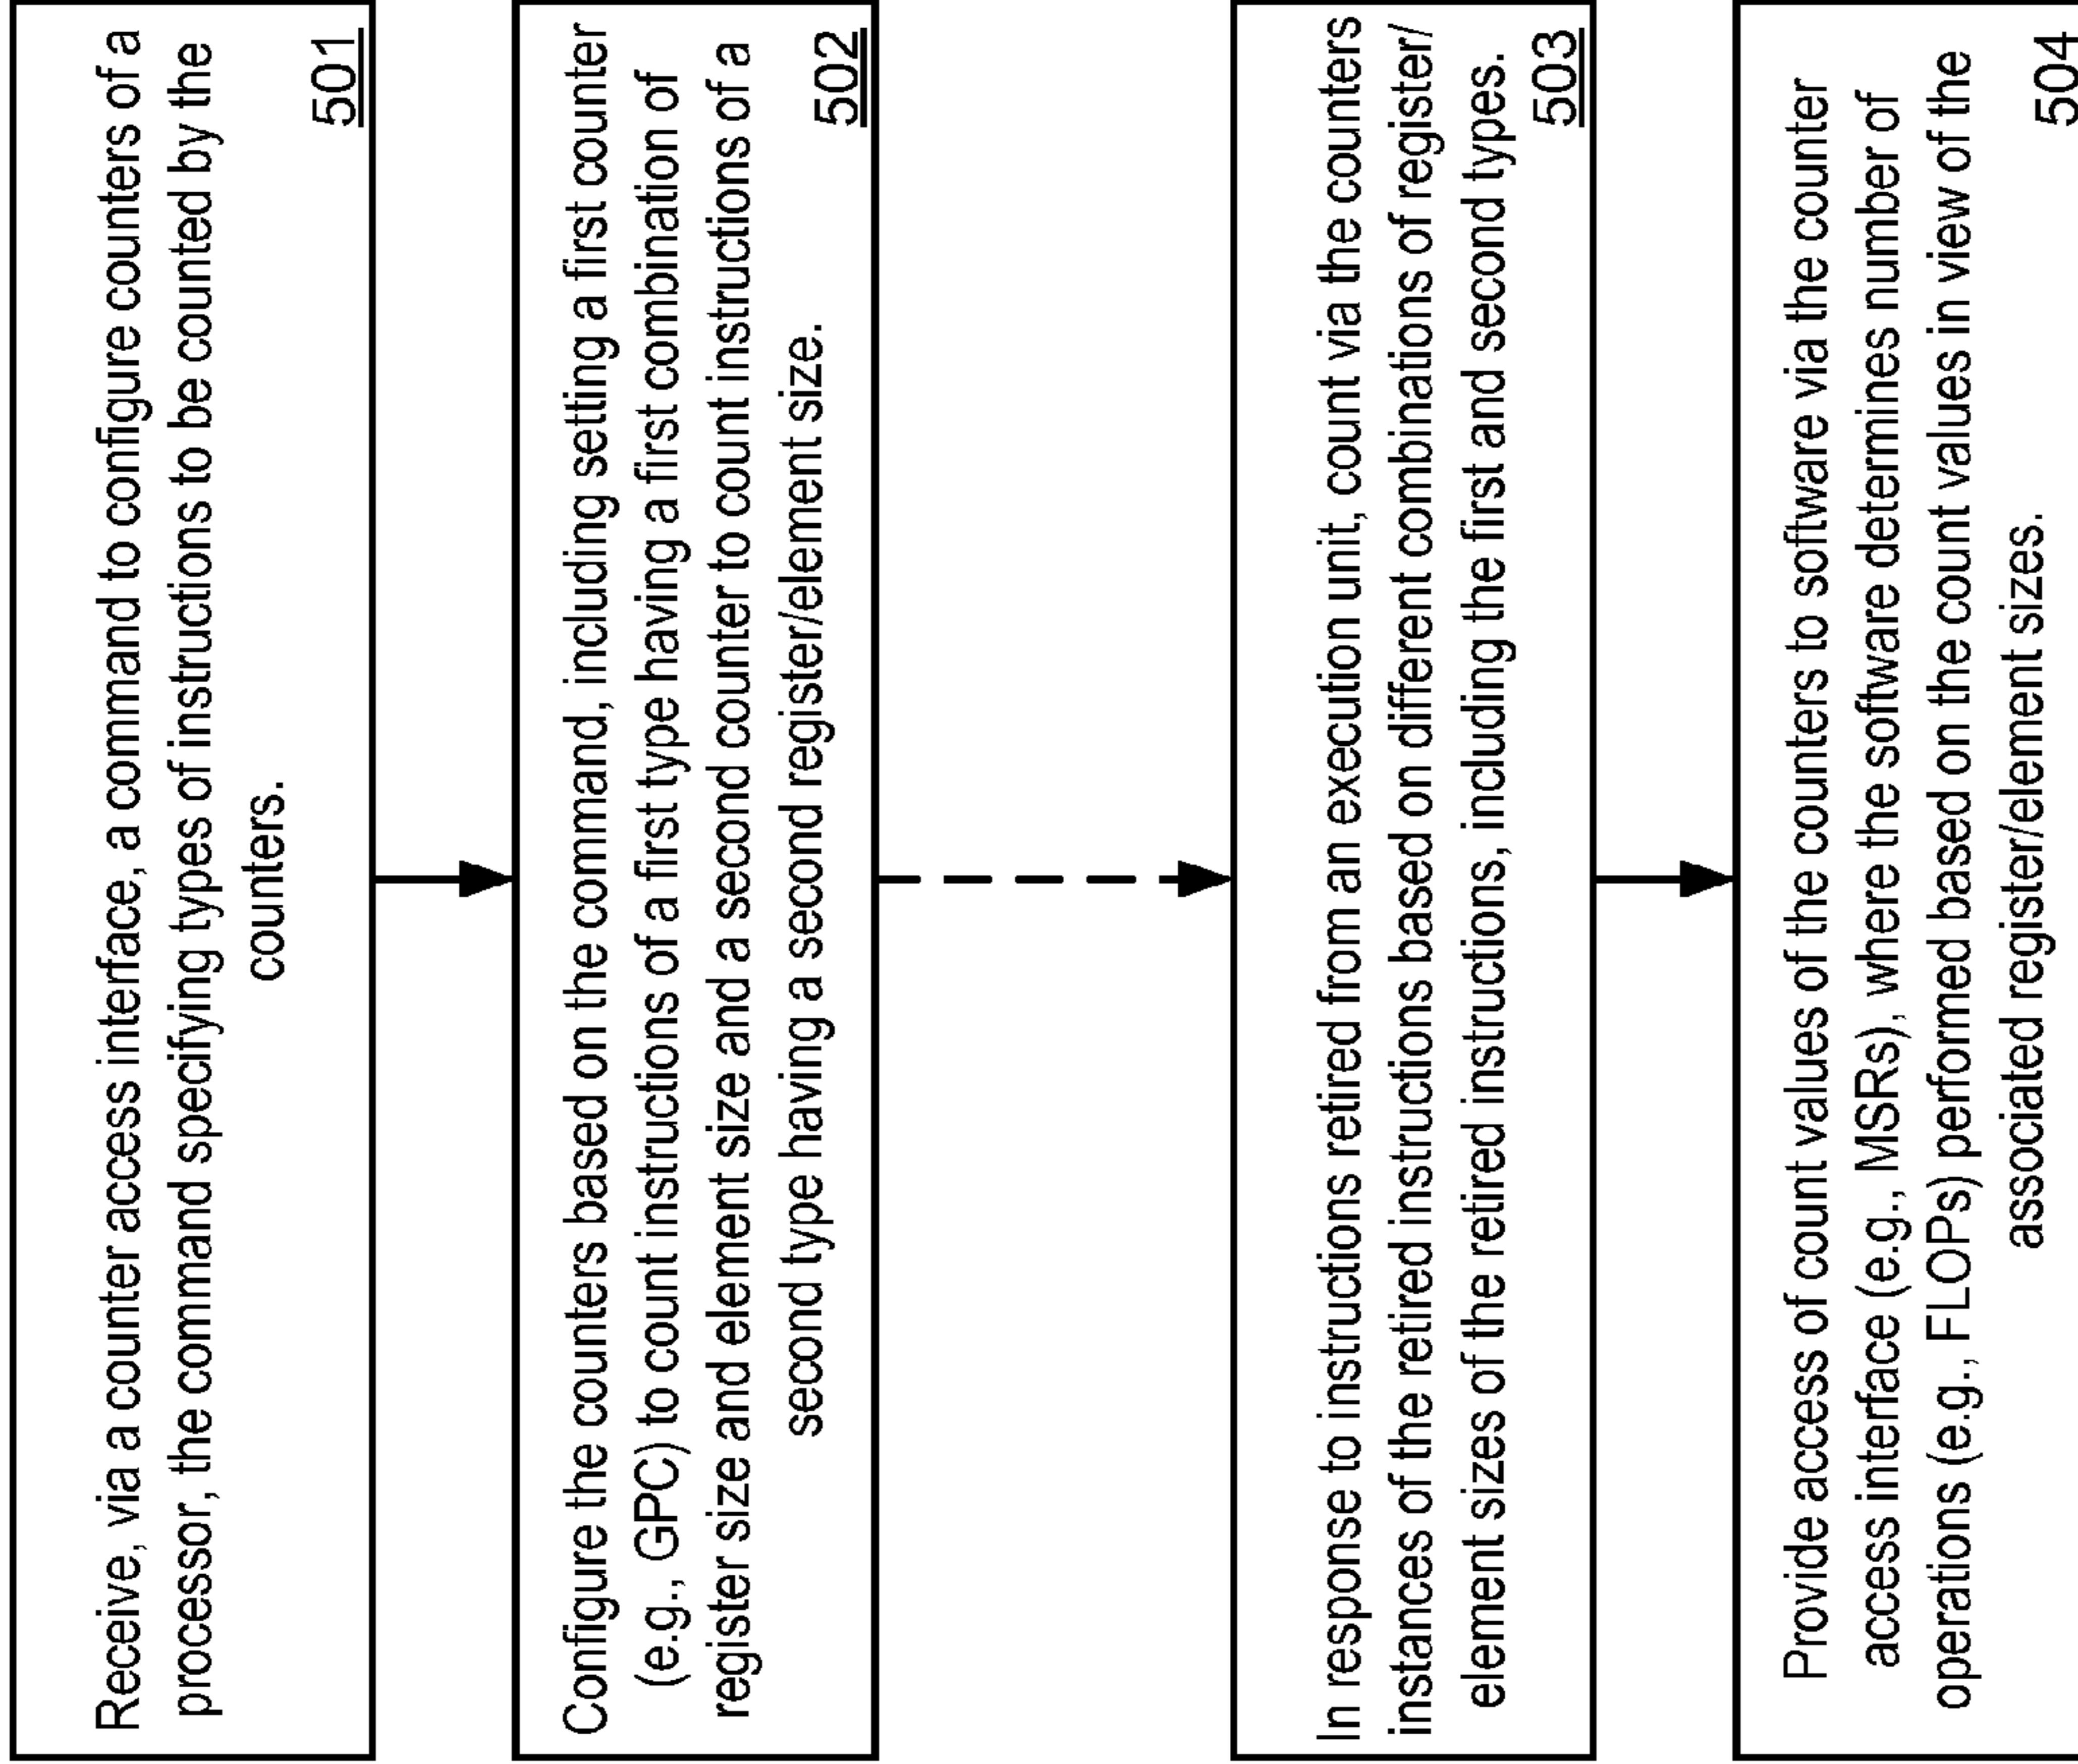 Receive, via a counter access interface, a command to configure counters of a
processor, the command specifying types of instructions to be counted by the
counters.
501
Configure the counters based on the command, including setting a first counter
(e.g., GPC) to count instructions of a first type having a first combination of
register size and element size and a second counter to count instructions of a
second type having a second register/element size.
502
In response to instructions retired from an execution unit, count via the counters
instances of the retired instructions based on different combinations of register/
element sizes of the retired instructions, including the first and second types.
503
Provide access of count values of the counters to software via the counter
access interface (e.g., MSRs), where the software determines number of
operations (e.g., FLOPs) performed based on the count values in view of the
associated register/element sizes.
504